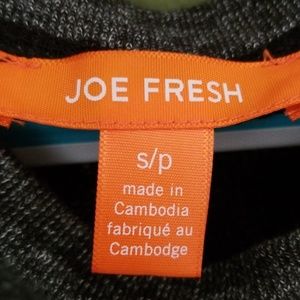 JOE FRESH
s/p
made in
Cambodia
fabriqué au
Cambodge